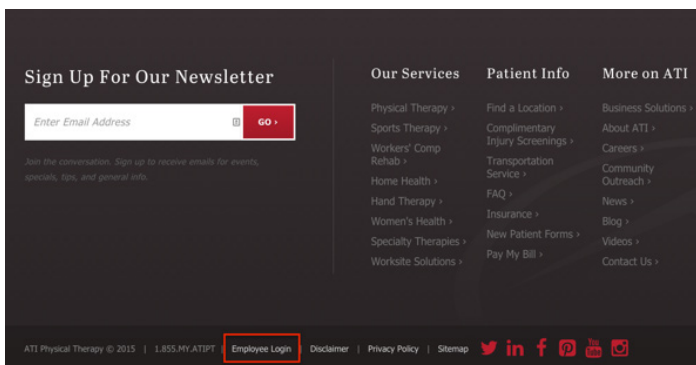 Sign Up For Our Newsletter
Enter Email Address
GO ›
Join the conversation. Sign up to receive emails for events,
specials, tips, and general info.
Our Services
Physical Therapy ›
Sports Therapy ›
Workers' Comp
Rehab ›
Home Health ›
Hand Therapy ›
Women's Health ›
Specialty Therapies ›
Worksite Solutions ›
Patient Info
Find a Location ›
Complimentary
Injury Screenings ›
Transportation
Service ›
FAQ ›
Insurance ›
New Patient Forms ›
Pay My Bill ›
More on ATI
Business Solutions ›
About ATI ›
Careers ›
Community
Outreach ›
News ›
Blog ›
Videos ›
Contact Us ›
ATI Physical Therapy © 2015 | 1.855.MY.ATIPT | Employee Login | Disclaimer | Privacy Policy | Sitemap
You
Tube